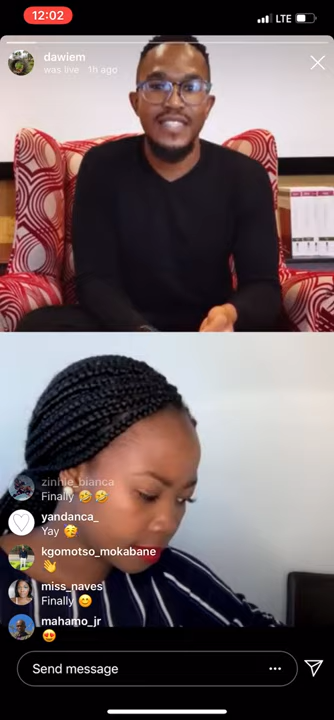 12:02
LTE
dawiem
was live · 1h ago
zinhle_bianca
Finally 🤣🤣
yandanca_
Yay 🥳
kgomotso_mokabane
👋
miss_naves
Finally 😊
mahamo_jr
😍
Send message